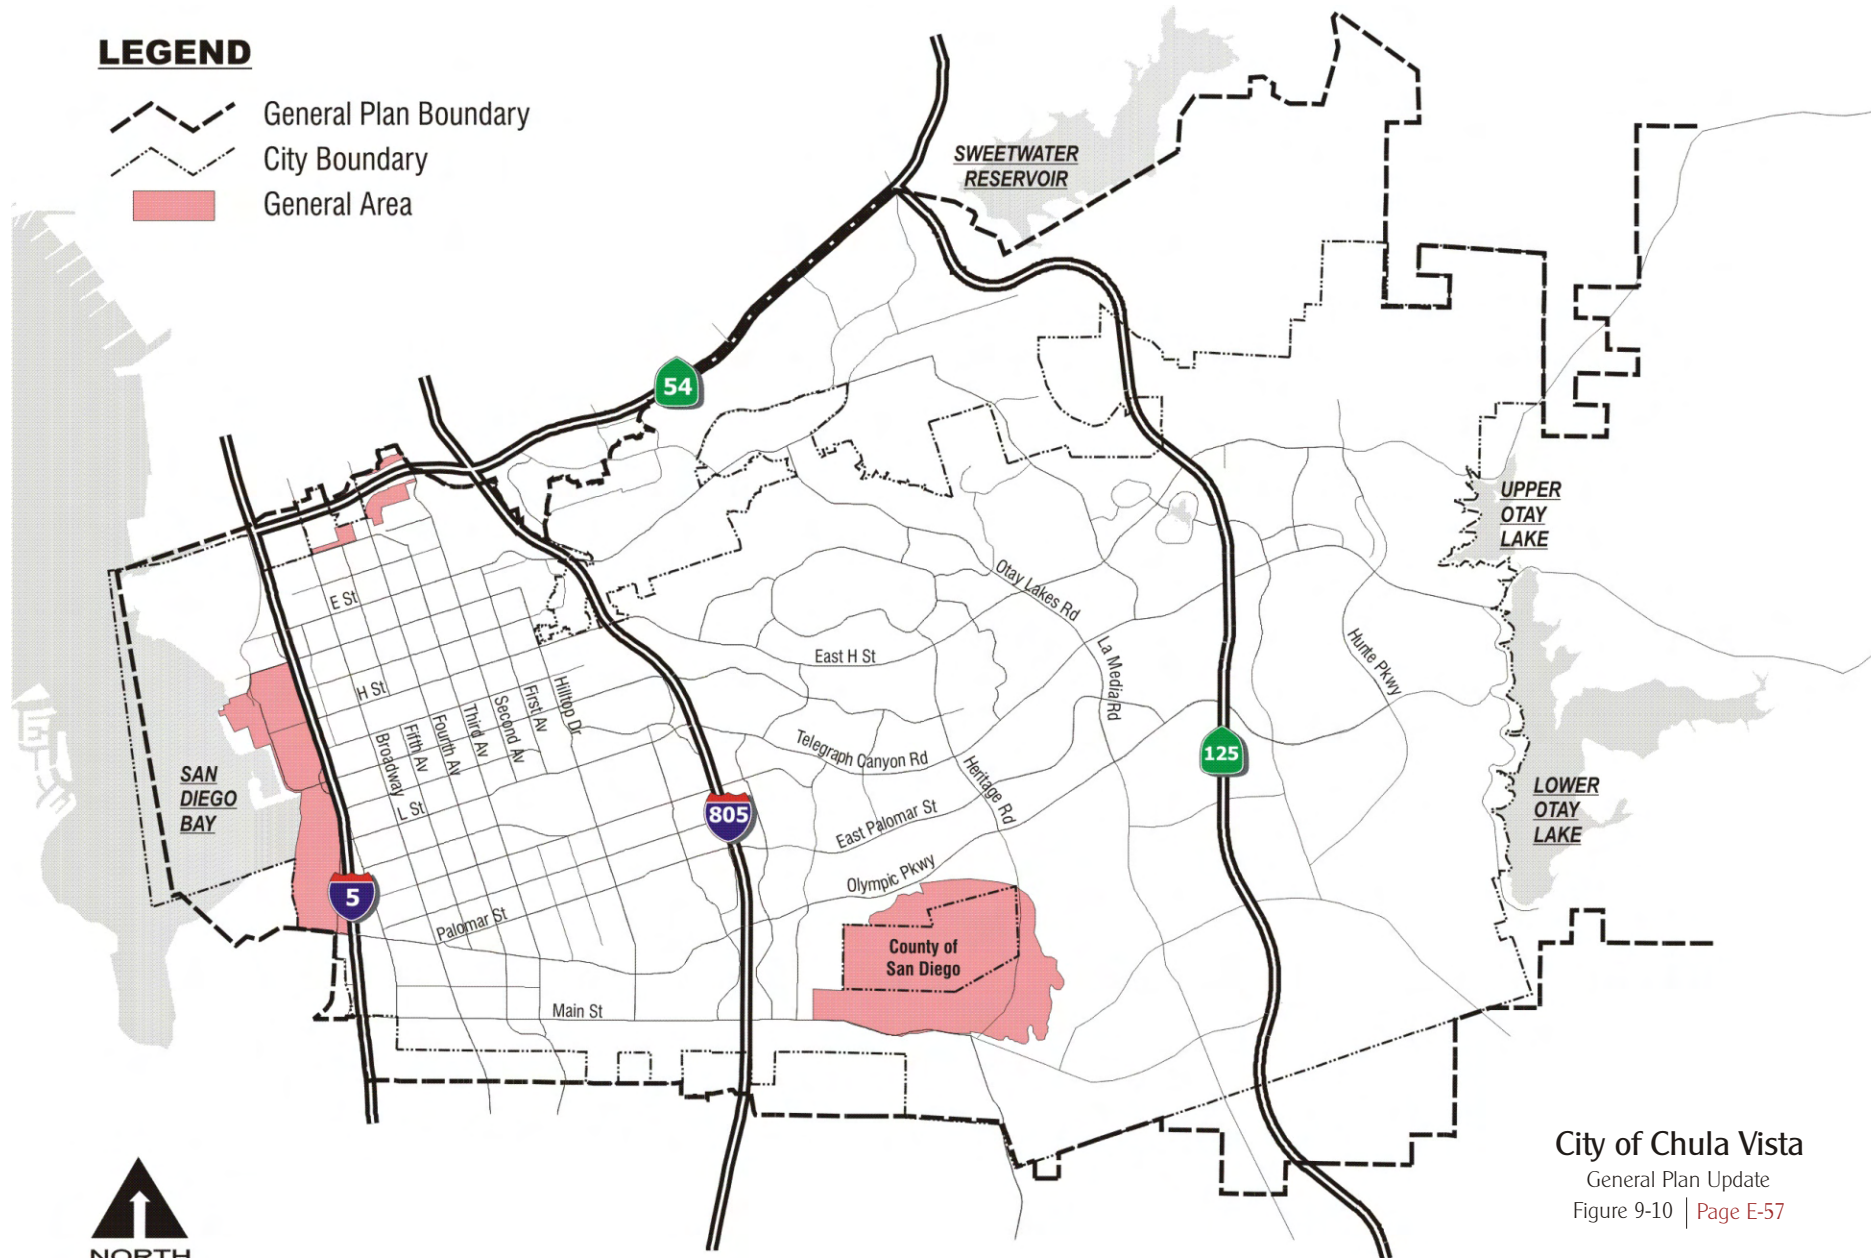 LEGEND
General Plan Boundary
City Boundary
General Area
SWEETWATER
RESERVOIR
54
UPPER
OTAY
LAKE
E St
Otay Lakes Rd
H St
East H St
La Media Rd
Hunte Pkwy
Hilltop Dr
First Av
Second Av
Third Av
Fourth Av
Fifth Av
Broadway
L St
Telegraph Canyon Rd
Heritage Rd
125
SAN
DIEGO
BAY
805
East Palomar St
LOWER
OTAY
LAKE
Olympic Pkwy
5
Palomar St
County of
San Diego
Main St
City of Chula Vista
General Plan Update
Figure 9-10 | Page E-57
NORTH